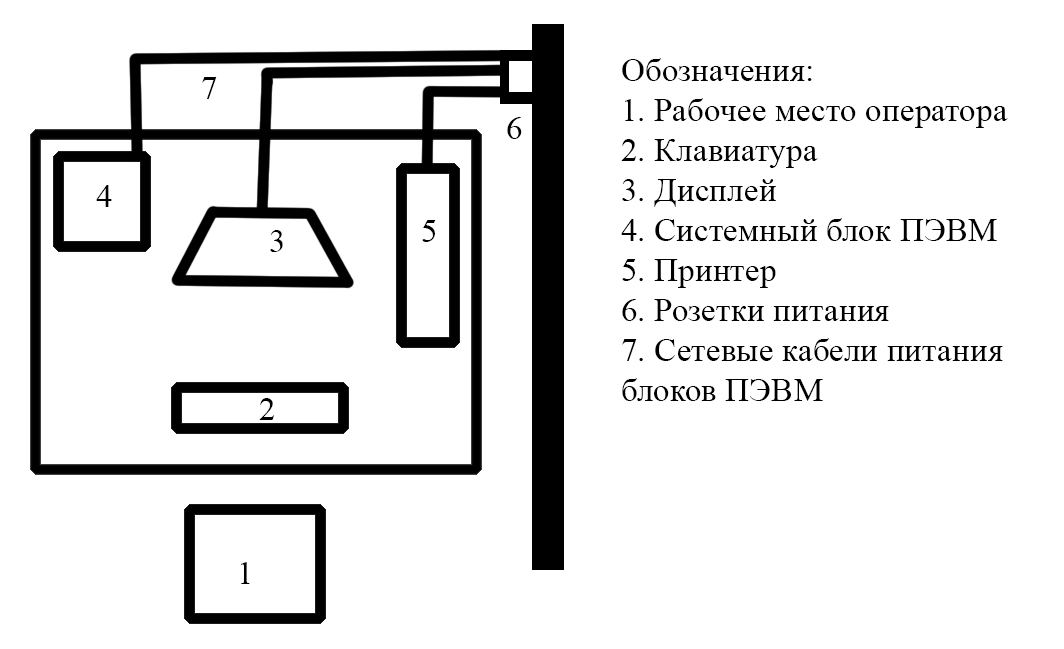 7
6
4
3
5
2
1
Обозначения:
1. Рабочее место оператора
2. Клавиатура
3. Дисплей
4. Системный блок ПЭВМ
5. Принтер
6. Розетки питания
7. Сетевые кабели питания
блоков ПЭВМ